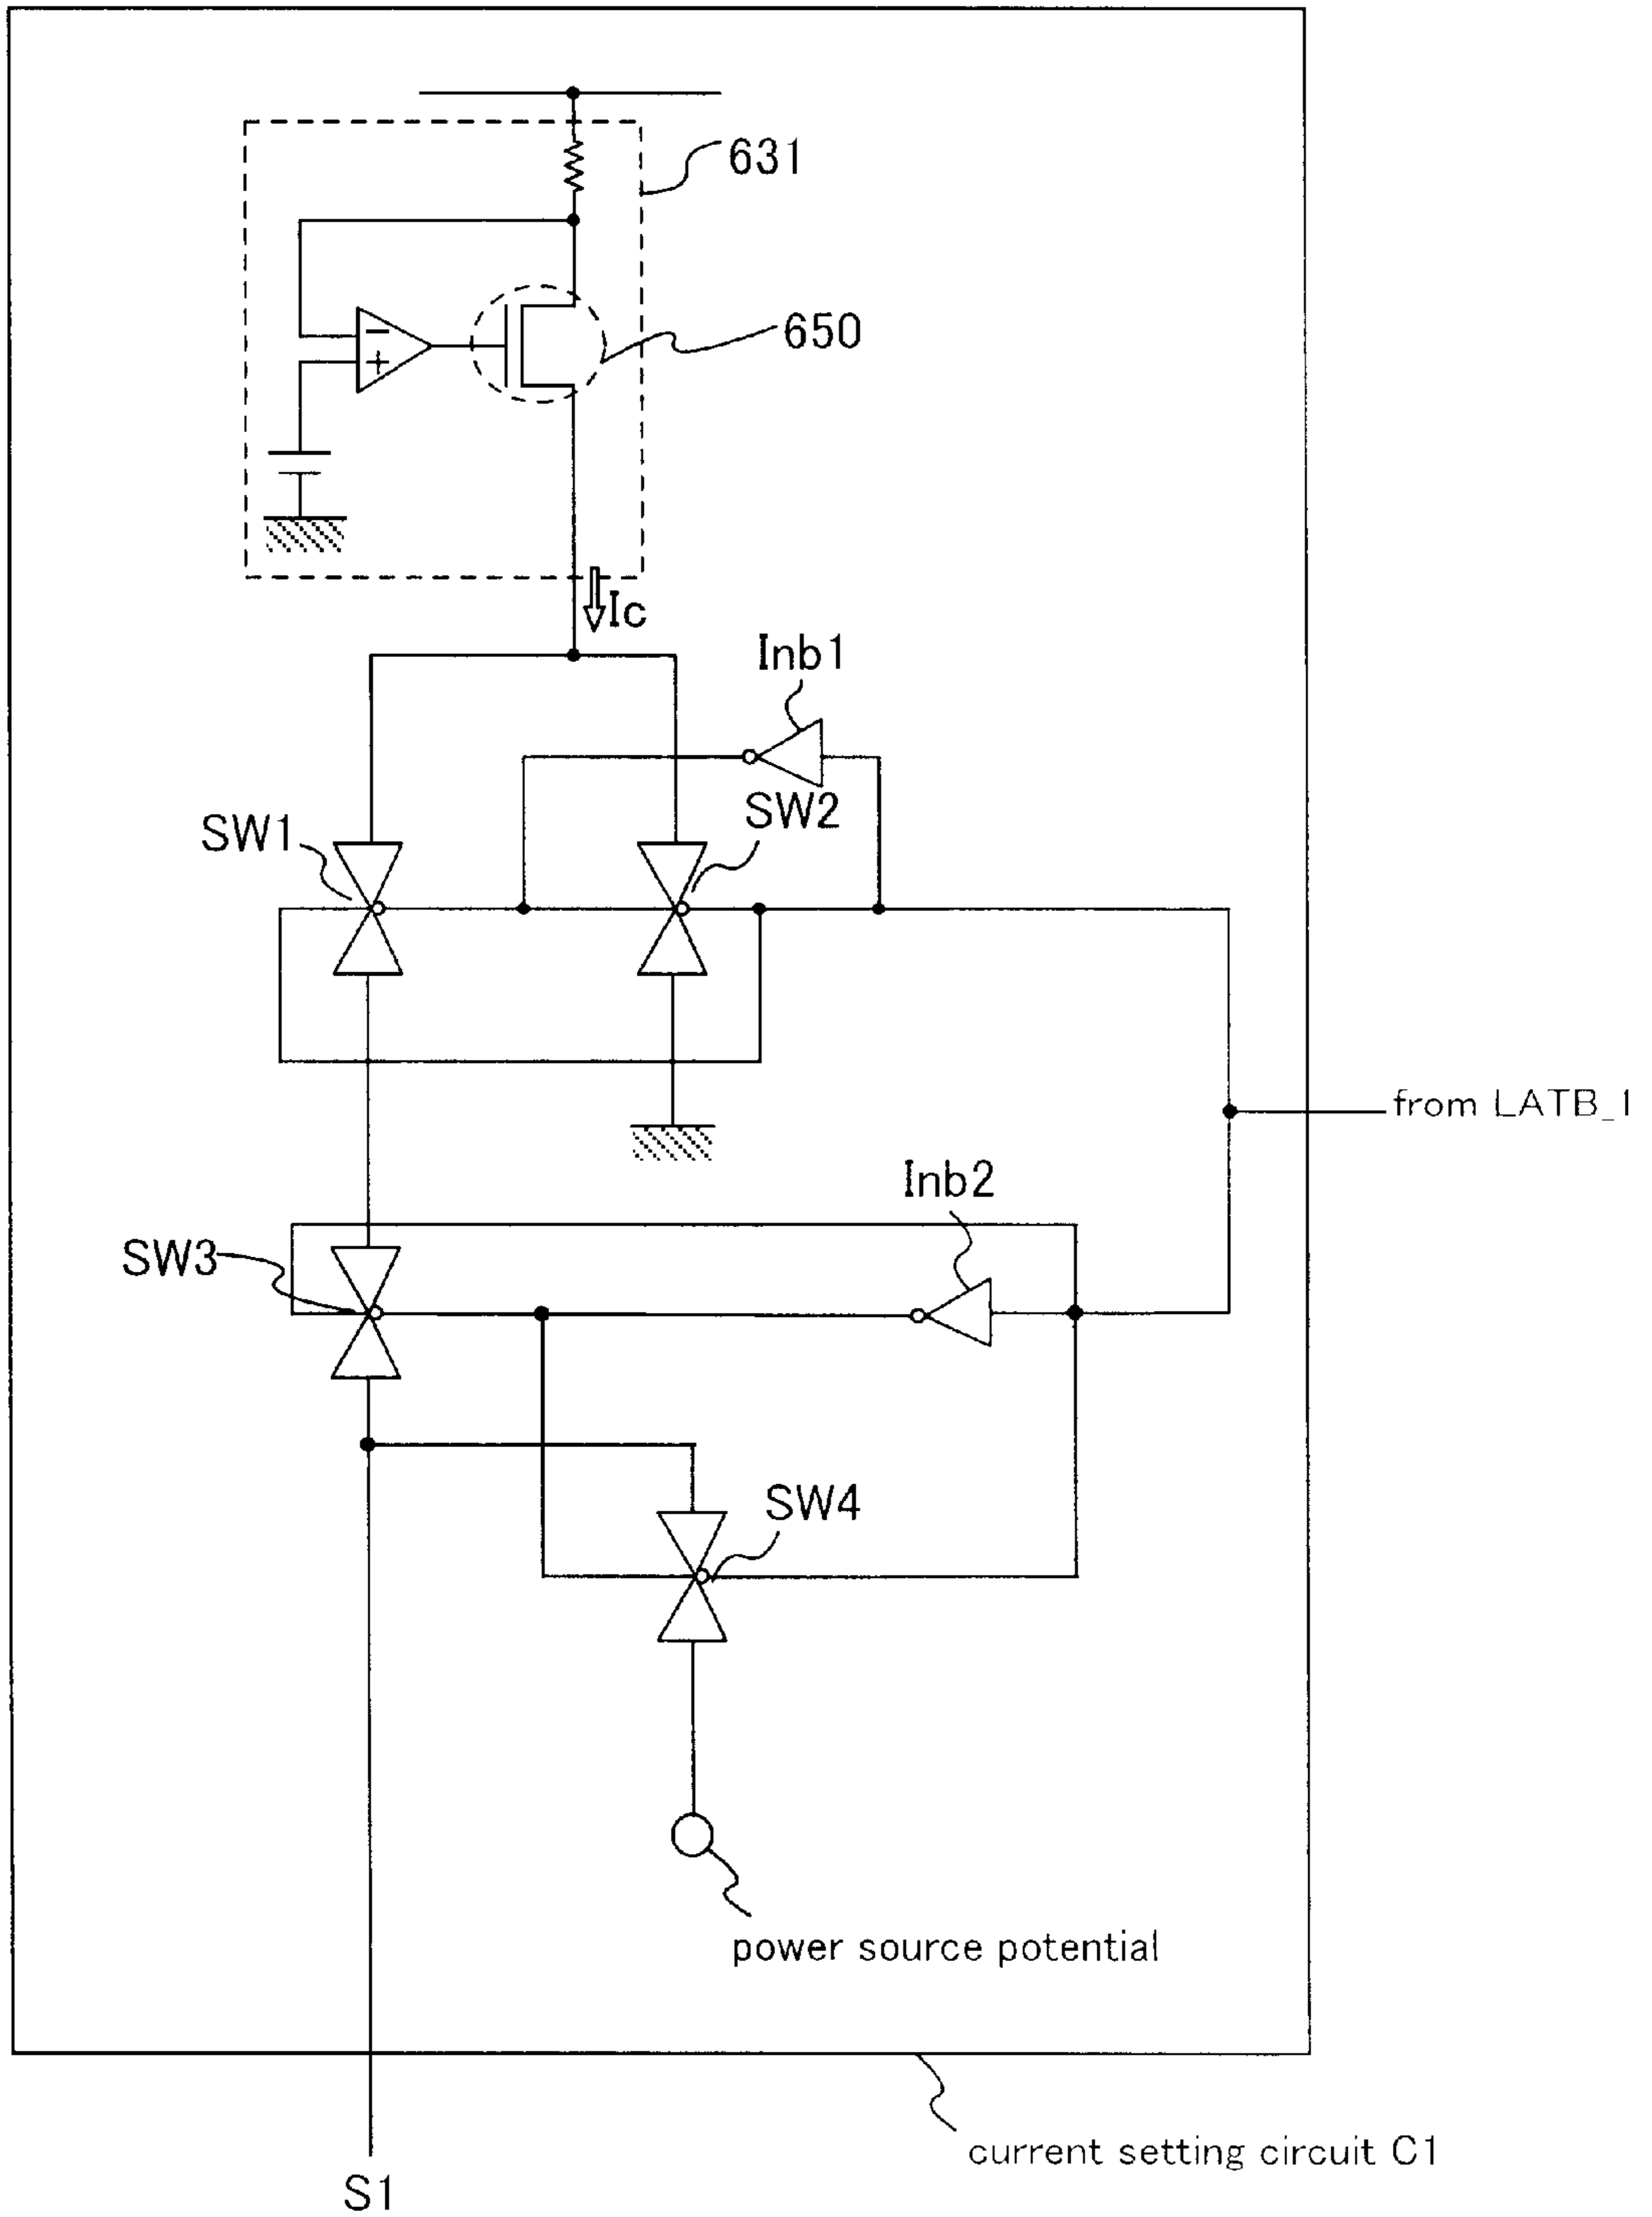 631
650
−
+
Ic
Inb1
SW1
SW2
from LATB_1
Inb2
SW3
SW4
power source potential
current setting circuit C1
S1